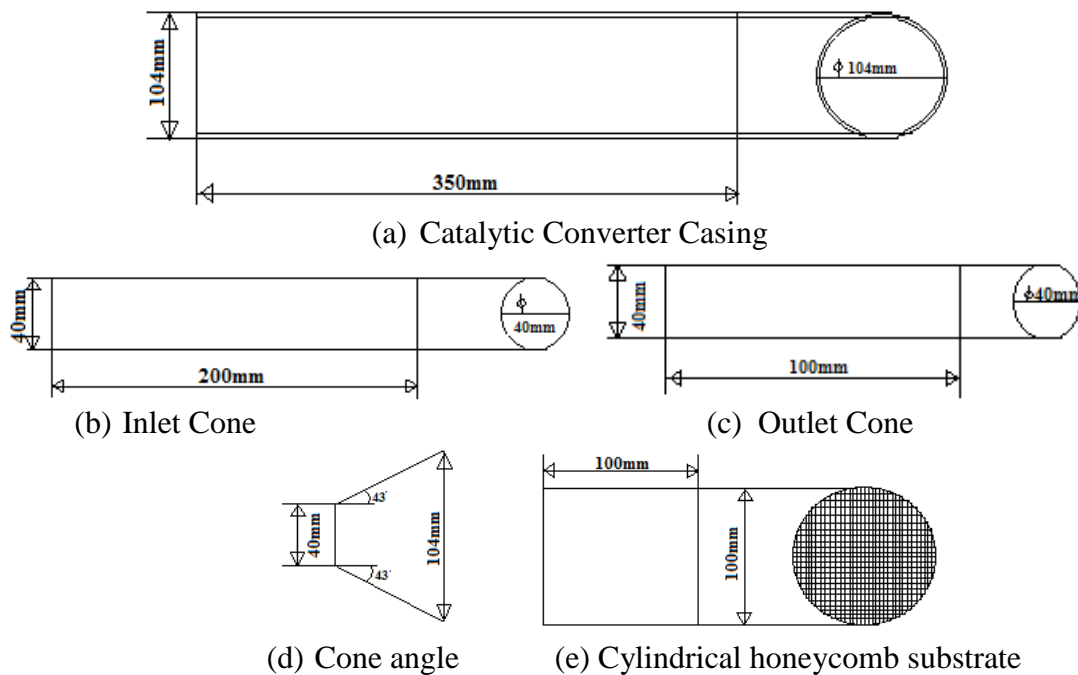 104mm
ϕ 104mm
350mm
(a) Catalytic Converter Casing
40mm
ϕ
40mm
200mm
(b) Inlet Cone
40mm
ϕ40mm
100mm
(c) Outlet Cone
40mm
43'
43'
104mm
(d) Cone angle
100mm
100mm
(e) Cylindrical honeycomb substrate